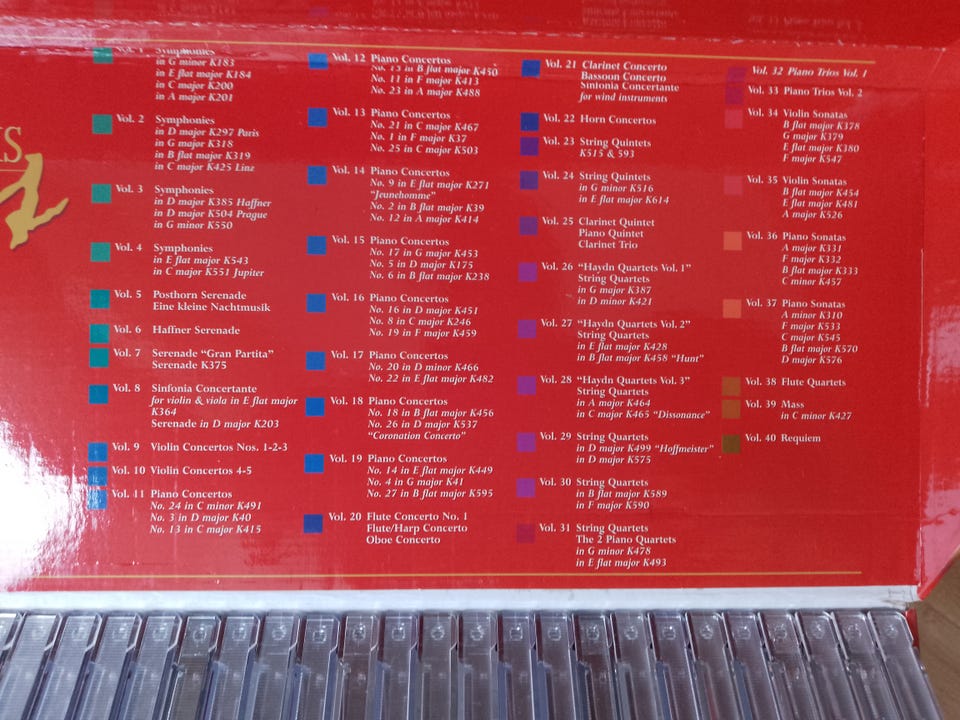 KS
Vol. 1 Symphonies
in G minor K183
in E flat major K184
in C major K200
in A major K201
Vol. 2 Symphonies
in D major K297 Paris
in G major K318
in B flat major K319
in C major K425 Linz
Vol. 3 Symphonies
in D major K385 Haffner
in D major K504 Prague
in G minor K550
Vol. 4 Symphonies
in E flat major K543
in C major K551 Jupiter
Vol. 5 Posthorn Serenade
Eine kleine Nachtmusik
Vol. 6 Haffner Serenade
Vol. 7 Serenade “Gran Partita”
Serenade K375
Vol. 8 Sinfonia Concertante
for violin & viola in E flat major
K364
Serenade in D major K203
Vol. 9 Violin Concertos Nos. 1-2-3
Vol. 10 Violin Concertos 4-5
Vol. 11 Piano Concertos
No. 24 in C minor K491
No. 3 in D major K40
No. 13 in C major K415
Vol. 12 Piano Concertos
No. 15 in B flat major K450
No. 11 in F major K413
No. 23 in A major K488
Vol. 13 Piano Concertos
No. 21 in C major K467
No. 1 in F major K37
No. 25 in C major K503
Vol. 14 Piano Concertos
No. 9 in E flat major K271
“Jeunehomme”
No. 2 in B flat major K39
No. 12 in A major K414
Vol. 15 Piano Concertos
No. 17 in G major K453
No. 5 in D major K175
No. 6 in B flat major K238
Vol. 16 Piano Concertos
No. 16 in D major K451
No. 8 in C major K246
No. 19 in F major K459
Vol. 17 Piano Concertos
No. 20 in D minor K466
No. 22 in E flat major K482
Vol. 18 Piano Concertos
No. 18 in B flat major K456
No. 26 in D major K537
“Coronation Concerto”
Vol. 19 Piano Concertos
No. 14 in E flat major K449
No. 4 in G major K41
No. 27 in B flat major K595
Vol. 20 Flute Concerto No. 1
Flute/Harp Concerto
Oboe Concerto
Vol. 21 Clarinet Concerto
Bassoon Concerto
Sinfonia Concertante
for wind instruments
Vol. 22 Horn Concertos
Vol. 23 String Quintets
K515 & 593
Vol. 24 String Quintets
in G minor K516
in E flat major K614
Vol. 25 Clarinet Quintet
Piano Quintet
Clarinet Trio
Vol. 26 “Haydn Quartets Vol. 1”
String Quartets
in G major K387
in D minor K421
Vol. 27 “Haydn Quartets Vol. 2”
String Quartets
in E flat major K428
in B flat major K458 “Hunt”
Vol. 28 “Haydn Quartets Vol. 3”
String Quartets
in A major K464
in C major K465 “Dissonance”
Vol. 29 String Quartets
in D major K499 “Hoffmeister”
in D major K575
Vol. 30 String Quartets
in B flat major K589
in F major K590
Vol. 31 String Quartets
The 2 Piano Quartets
in G minor K478
in E flat major K493
Vol. 32 Piano Trios Vol. 1
Vol. 33 Piano Trios Vol. 2
Vol. 34 Violin Sonatas
B flat major K378
G major K379
E flat major K380
F major K547
Vol. 35 Violin Sonatas
B flat major K454
E flat major K481
A major K526
Vol. 36 Piano Sonatas
A major K331
F major K332
B flat major K333
C minor K457
Vol. 37 Piano Sonatas
A minor K310
F major K533
C major K545
B flat major K570
D major K576
Vol. 38 Flute Quartets
Vol. 39 Mass
in C minor K427
Vol. 40 Requiem